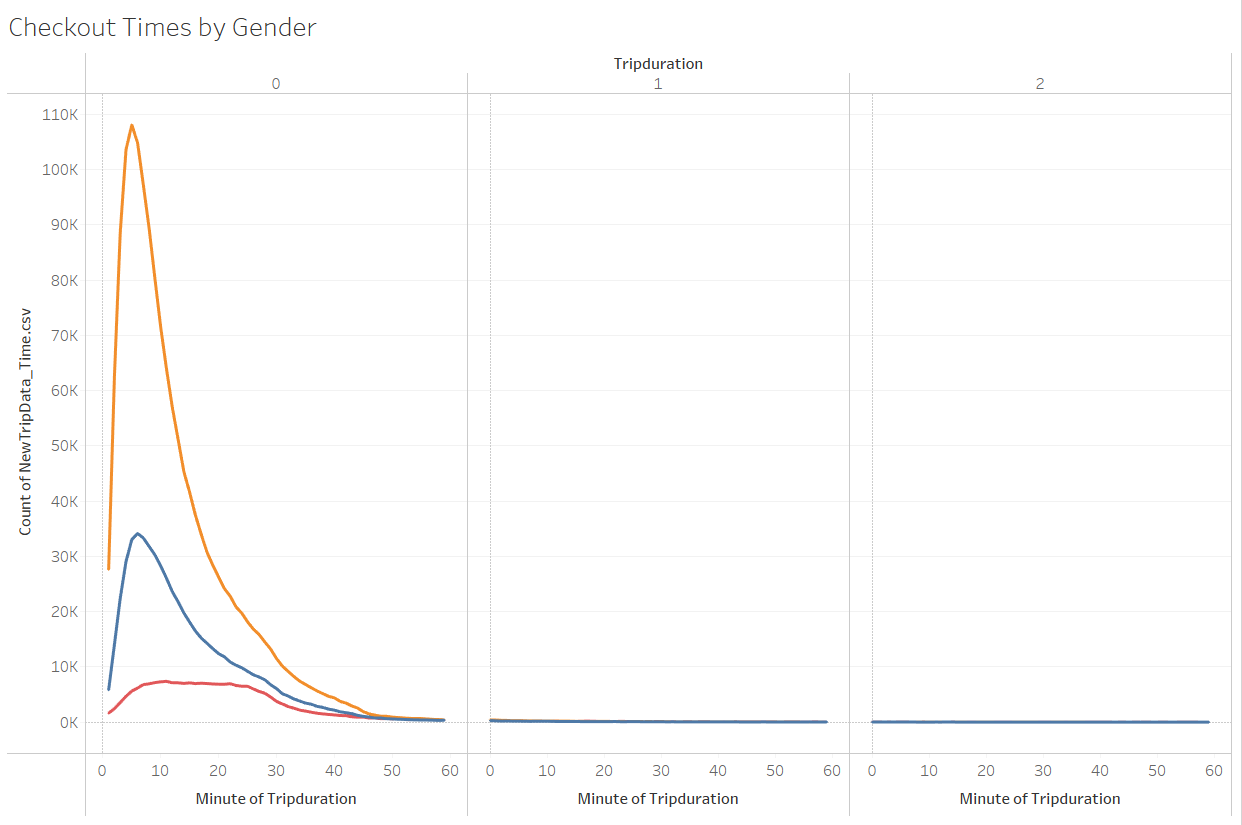 Checkout Times by Gender
Tripduration
0 1 2
110K
100K
90K
80K
70K
60K
50K
40K
30K
20K
10K
0K
Count of NewTripData_Time.csv
0 10 20 30 40 50 60 0 10 20 30 40 50 60 0 10 20 30 40 50 60
Minute of Tripduration Minute of Tripduration Minute of Tripduration